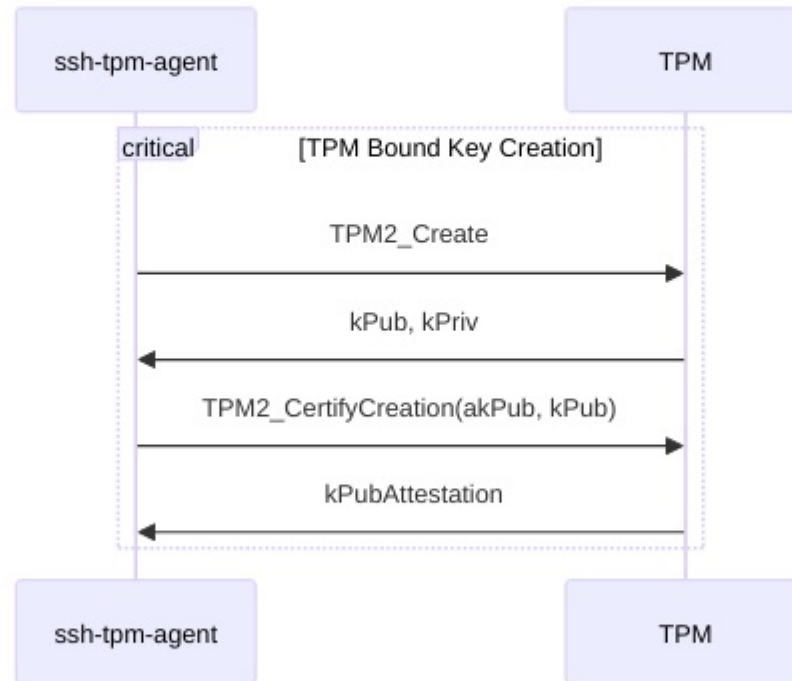 ssh-tpm-agent
TPM
critical
[TPM Bound Key Creation]
TPM2_Create
kPub, kPriv
TPM2_CertifyCreation(akPub, kPub)
kPubAttestation
ssh-tpm-agent
TPM